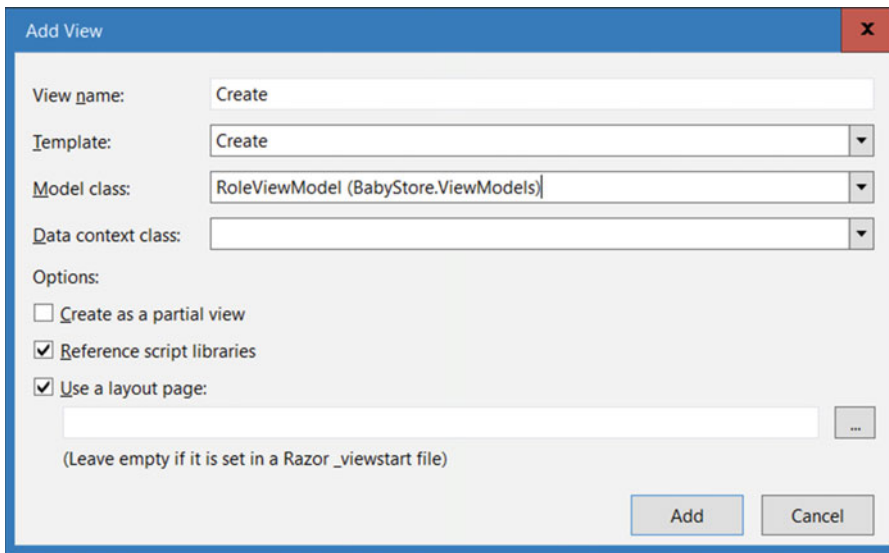 Add View
x
View name: Create
Template: Create
Model class: RoleViewModel (BabyStore.ViewModels)
Data context class:
Options:
Create as a partial view
Reference script libraries
Use a layout page:
...
(Leave empty if it is set in a Razor _viewstart file)
Add Cancel